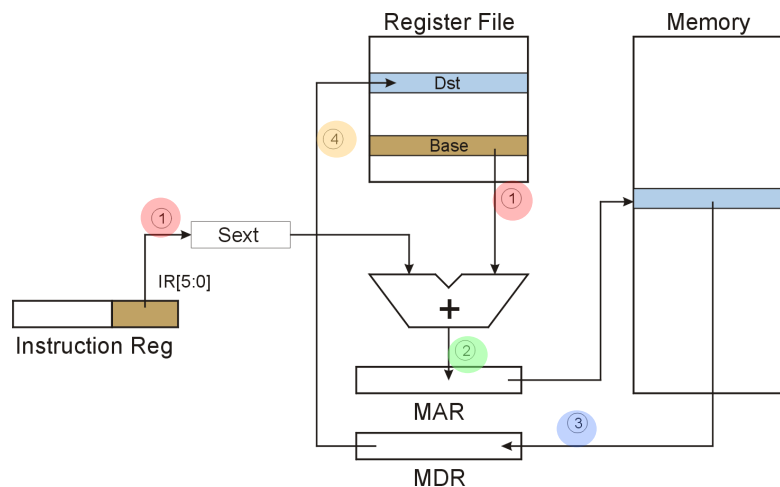 Register File
Memory
Dst
④
Base
①
①
Sext
IR[5:0]
+
Instruction Reg
②
MAR
③
MDR